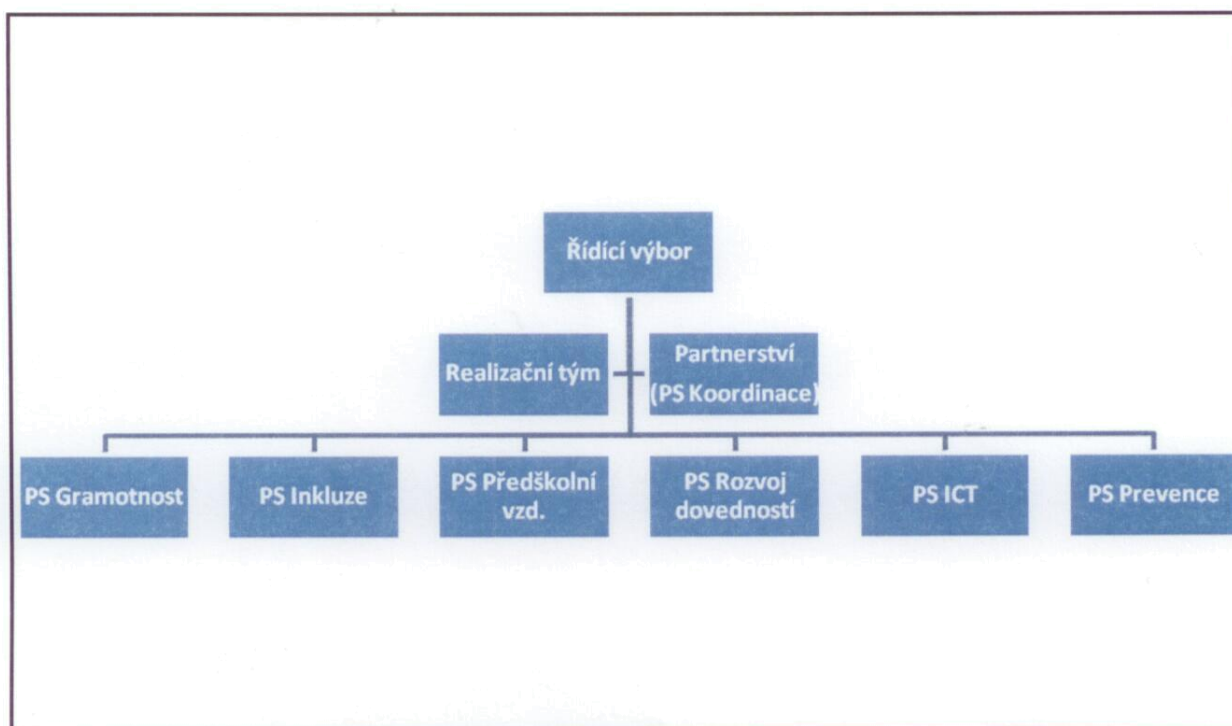 Řídící výbor
Realizační tým
Partnerství
(PS Koordinace)
PS Gramotnost
PS Inkluze
PS Předškolní
vzd.
PS Rozvoj
dovedností
PS ICT
PS Prevence